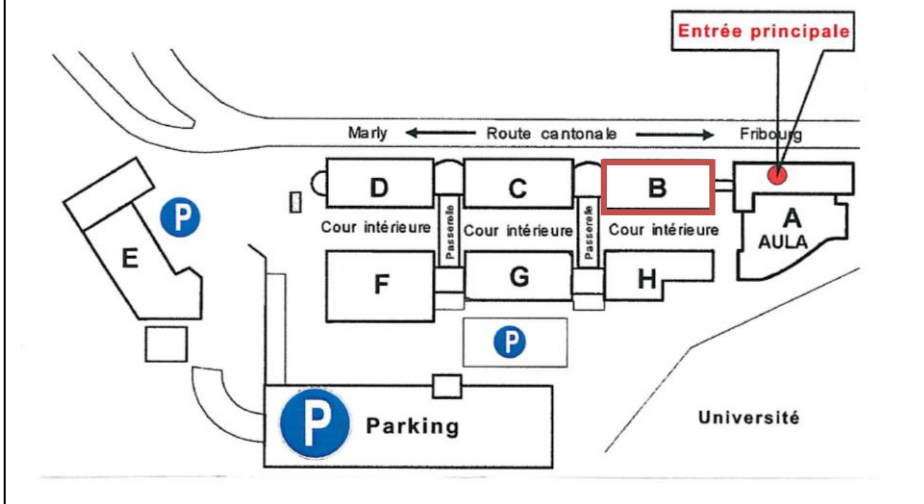 Entrée principale
Marly
Route cantonale
Fribourg
D
C
B
A
AULA
P
E
Cour intérieure
Passerelle
Cour intérieure
Passerelle
Cour intérieure
F
G
H
P
P
Parking
Université